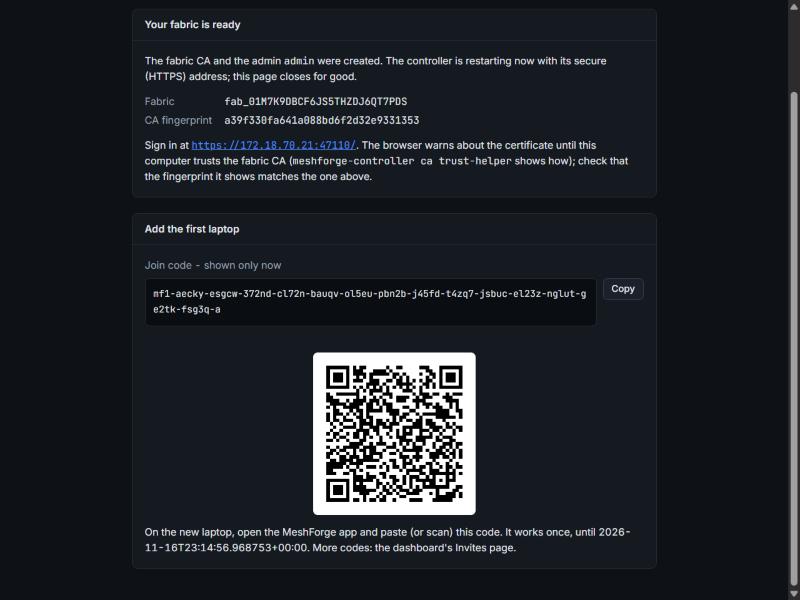 Your fabric is ready
The fabric CA and the admin admin were created. The controller is restarting now with its secure
(HTTPS) address; this page closes for good.
Fabric fab_01M7K9DBCF6JS5THZDJ6QT7PDS
CA fingerprint a39f330fa641a088bd6f2d32e9331353
Sign in at https://172.18.70.21:47110/. The browser warns about the certificate until this
computer trusts the fabric CA (meshforge-controller ca trust-helper shows how); check that
the fingerprint it shows matches the one above.
Add the first laptop
Join code - shown only now
mf1-aecky-esgcw-372nd-cl72n-bauqv-ol5eu-pbn2b-j45fd-t4zq7-jsbuc-el23z-nglut-g
e2tk-fsg3q-a
Copy
On the new laptop, open the MeshForge app and paste (or scan) this code. It works once, until 2026-
11-16T23:14:56.968753+00:00. More codes: the dashboard's Invites page.